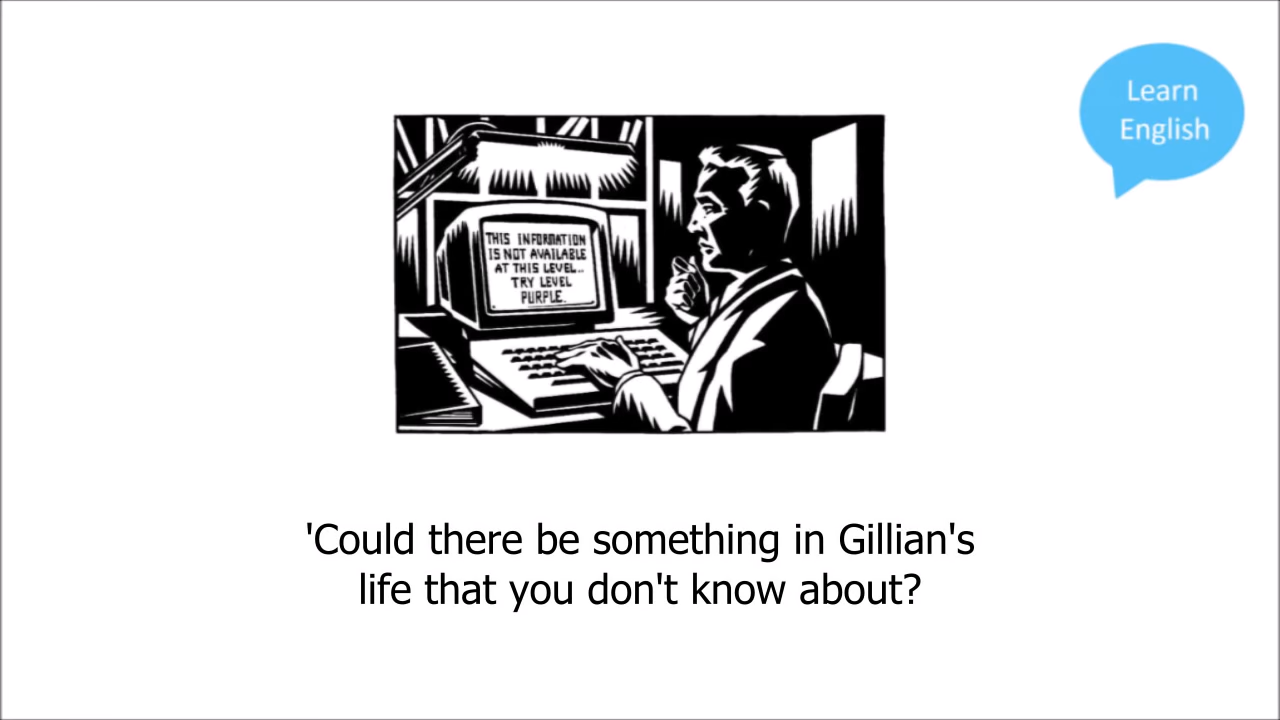 Learn
English
THIS INFORMATION
IS NOT AVAILABLE
AT THIS LEVEL..
TRY LEVEL
PURPLE.
'Could there be something in Gillian's
life that you don't know about?